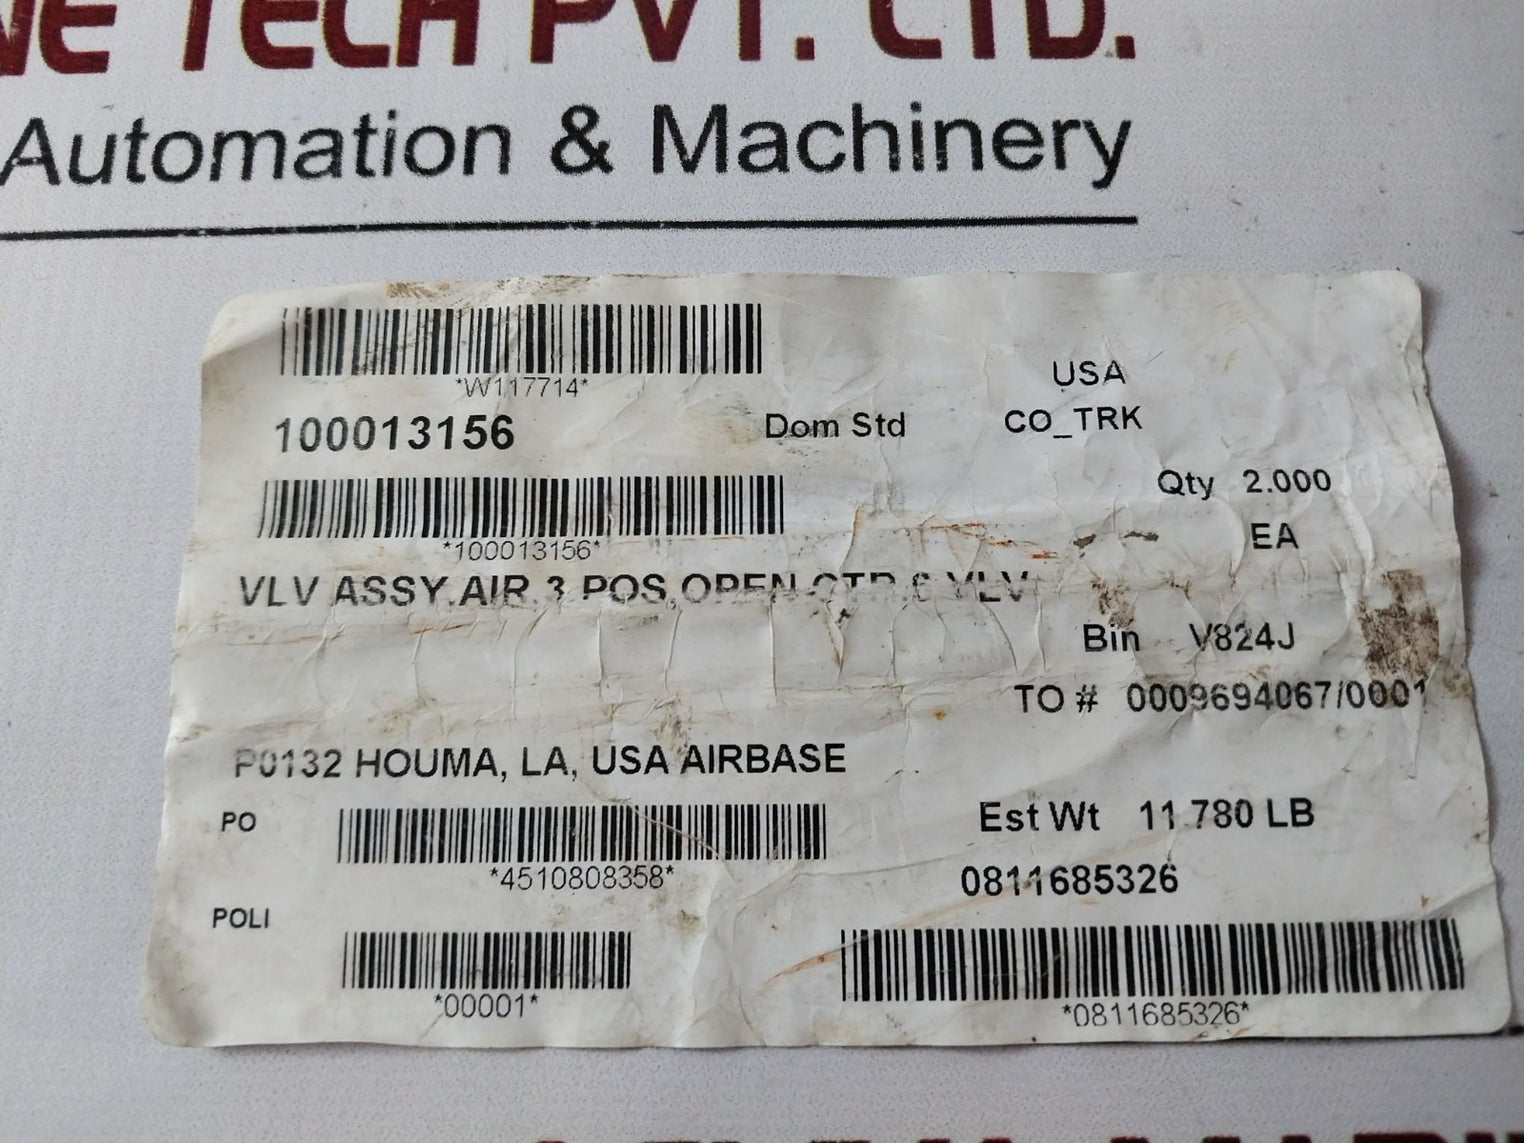 TECH PVT. LTD.
Automation & Machinery
*W117714*
USA
100013156 Dom Std CO_TRK
Qty 2.000
*100013156*
EA
VLV ASSY,AIR,3 POS,OPEN CTR,6 VLV
Bin V824J
TO # 0009694067/0001
P0132 HOUMA, LA, USA AIRBASE
PO
Est Wt 11.780 LB
*4510808358*
0811685326
POLI
*00001*
*0811685326*